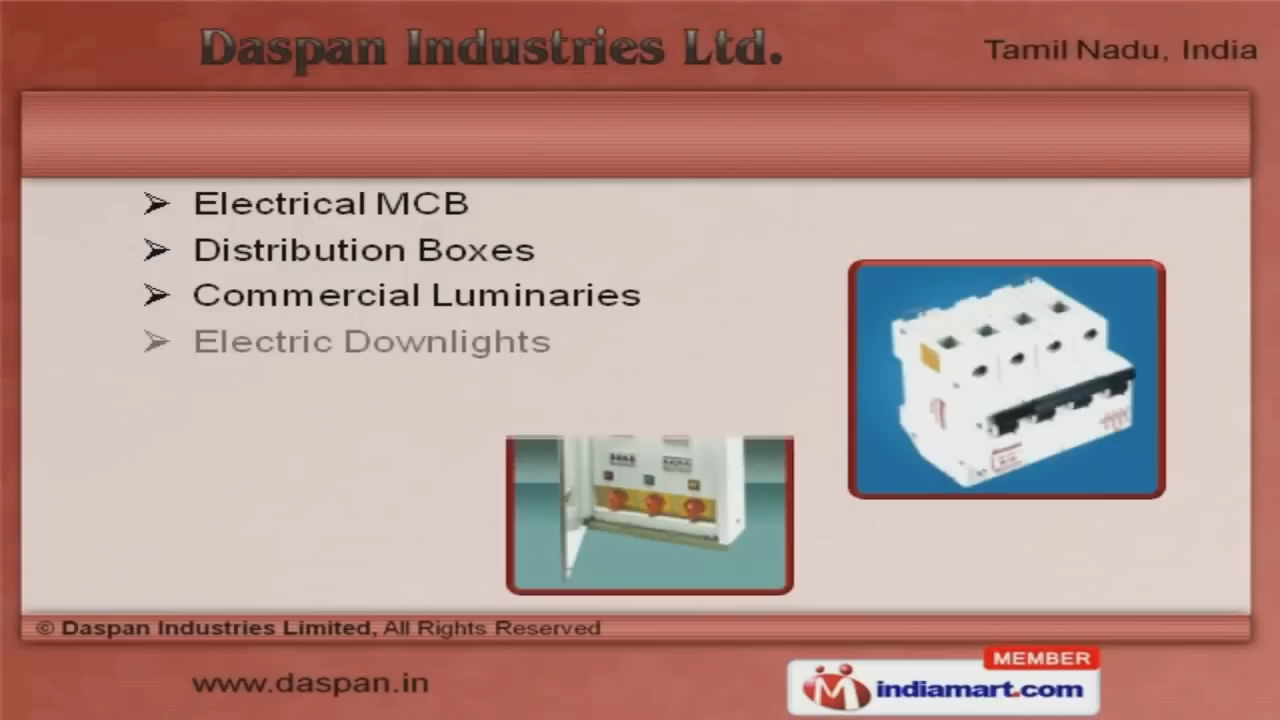 Daspan Industries Ltd.
Tamil Nadu, India
➢ Electrical MCB
➢ Distribution Boxes
➢ Commercial Luminaries
➢ Electric Downlights
© Daspan Industries Limited, All Rights Reserved
www.daspan.in
MEMBER
indiamart.com